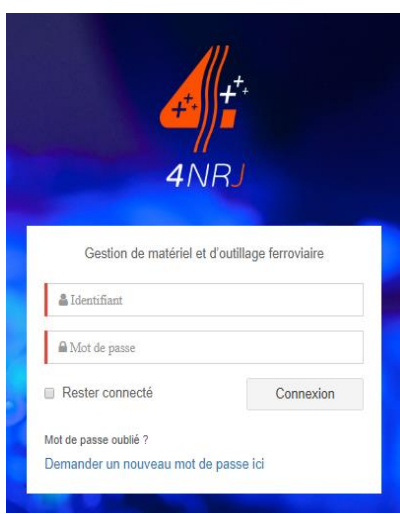 4NRJ
Gestion de matériel et d'outillage ferroviaire
Identifiant
Mot de passe
Rester connecté
Connexion
Mot de passe oublié ?
Demander un nouveau mot de passe ici